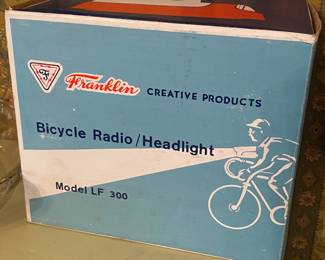 F
Franklin CREATIVE PRODUCTS
Bicycle Radio/Headlight
Model LF 300